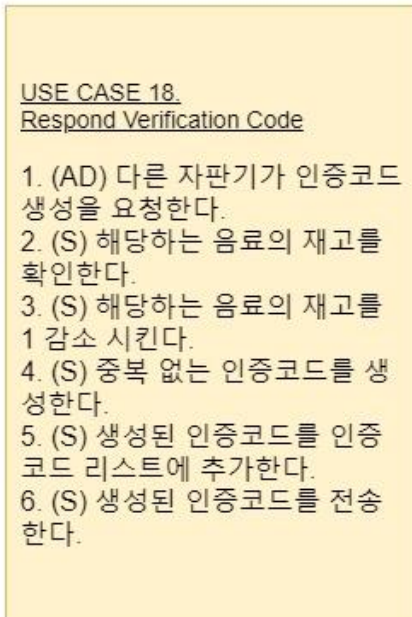 USE CASE 18.
Respond Verification Code
1. (AD) 다른 자판기가 인증코드
생성을 요청한다.
2. (S) 해당하는 음료의 재고를
확인한다.
3. (S) 해당하는 음료의 재고를
1 감소 시킨다.
4. (S) 중복 없는 인증코드를 생
성한다.
5. (S) 생성된 인증코드를 인증
코드 리스트에 추가한다.
6. (S) 생성된 인증코드를 전송
한다.